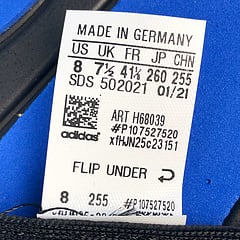 MADE IN GERMANY
US UK FR JP CHN
8 7½ 41⅓ 260 255
SDS 502021 01/21
ART H68039
#P107527520
adidas® xfHJN25c23151
FLIP UNDER
8 255 #P107527520